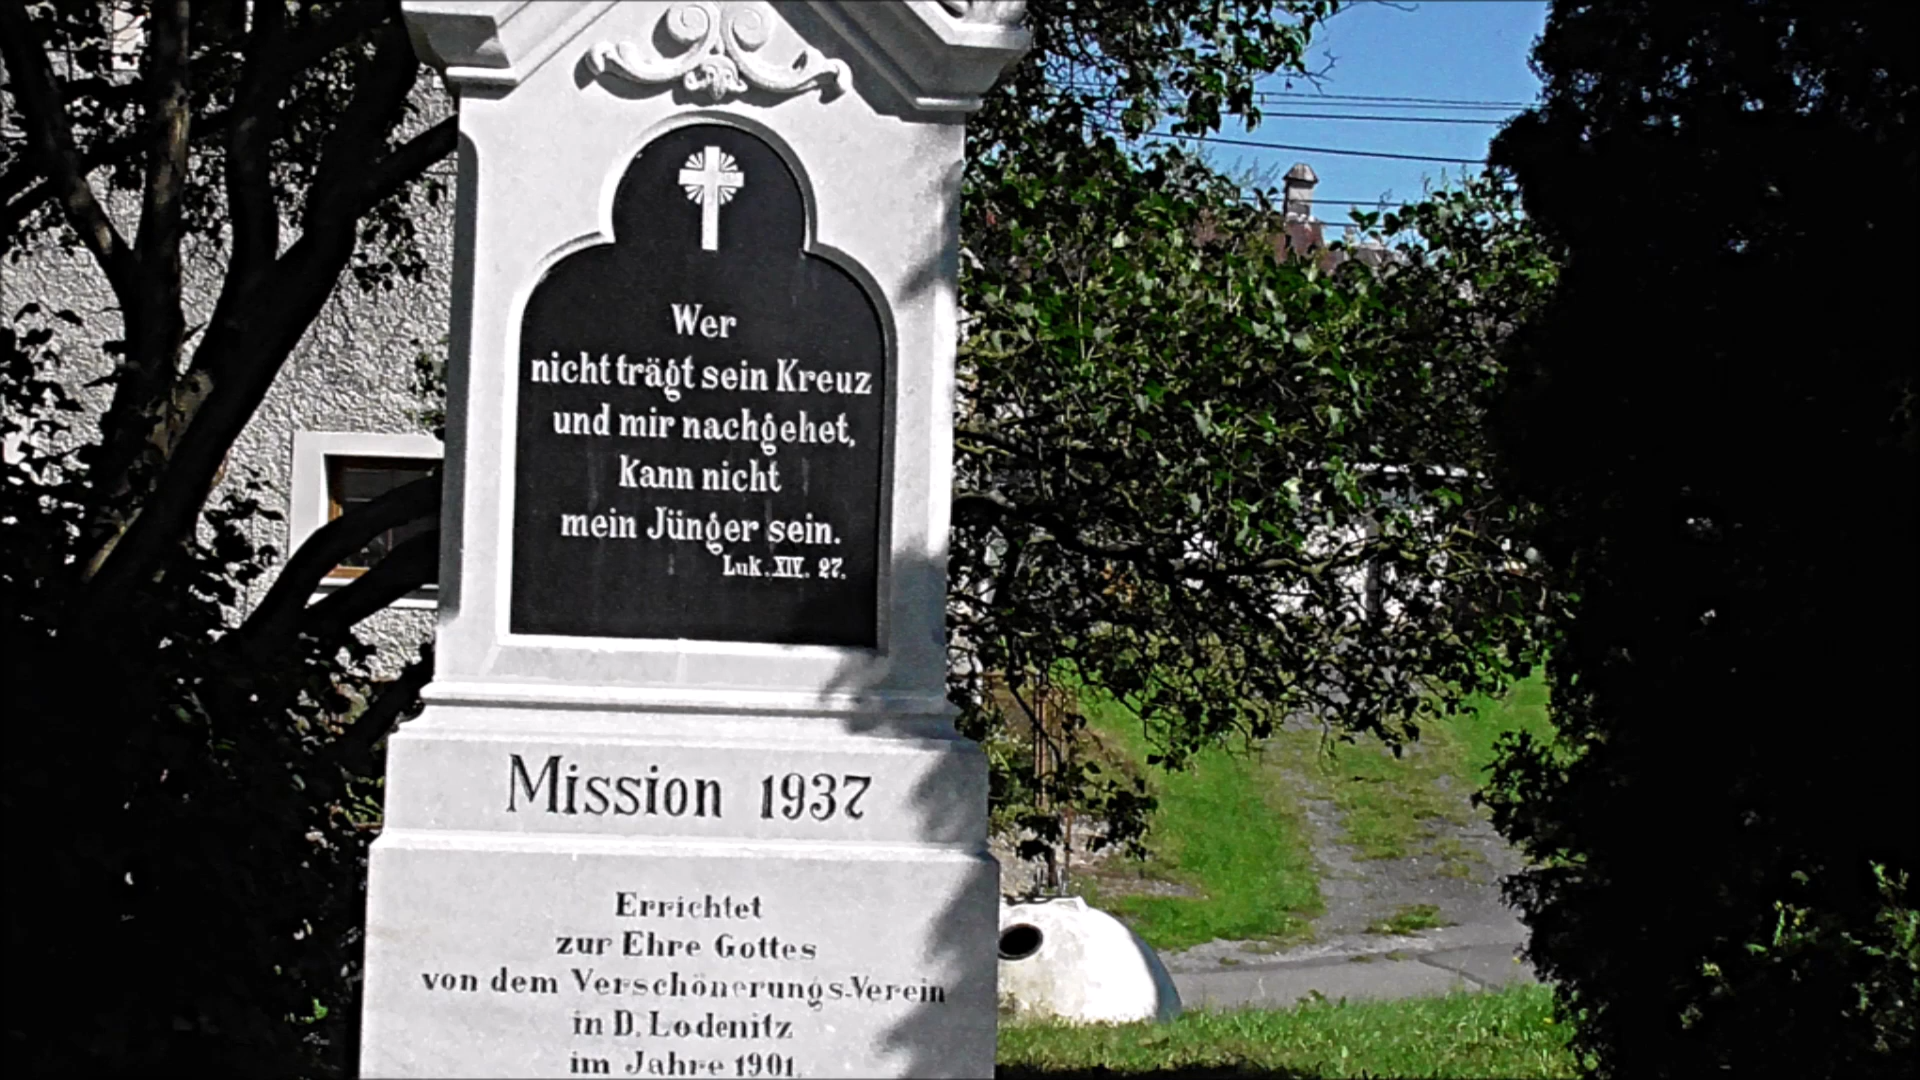 Wer
nicht trägt sein Kreuz
und mir nachgehet,
kann nicht
mein Jünger sein.
Luk. XIV. 27.
Mission 1937
Errichtet
zur Ehre Gottes
von dem Verschönerungs-Verein
in D. Lodenitz
im Jahre 1901.